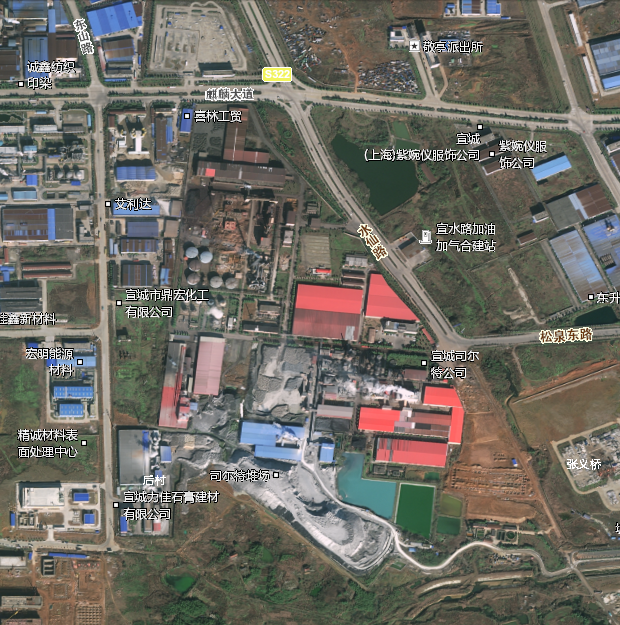 东山路
敬亭派出所
诚鑫纺织
印染
S322
麒麟大道
喜林工贸
宣城
(上海)紫婉仪服饰公司
紫婉仪服
饰公司
艾利达
宣水路加油
加气合建站
水阳路
宣城市鼎宏化工
有限公司
东升
佳鑫新材料
松泉东路
宏明能源
材料
宣城司尔
特公司
精诚材料表
面处理中心
张义桥
后村
司尔特堆场
宣城力佳石膏建材
有限公司